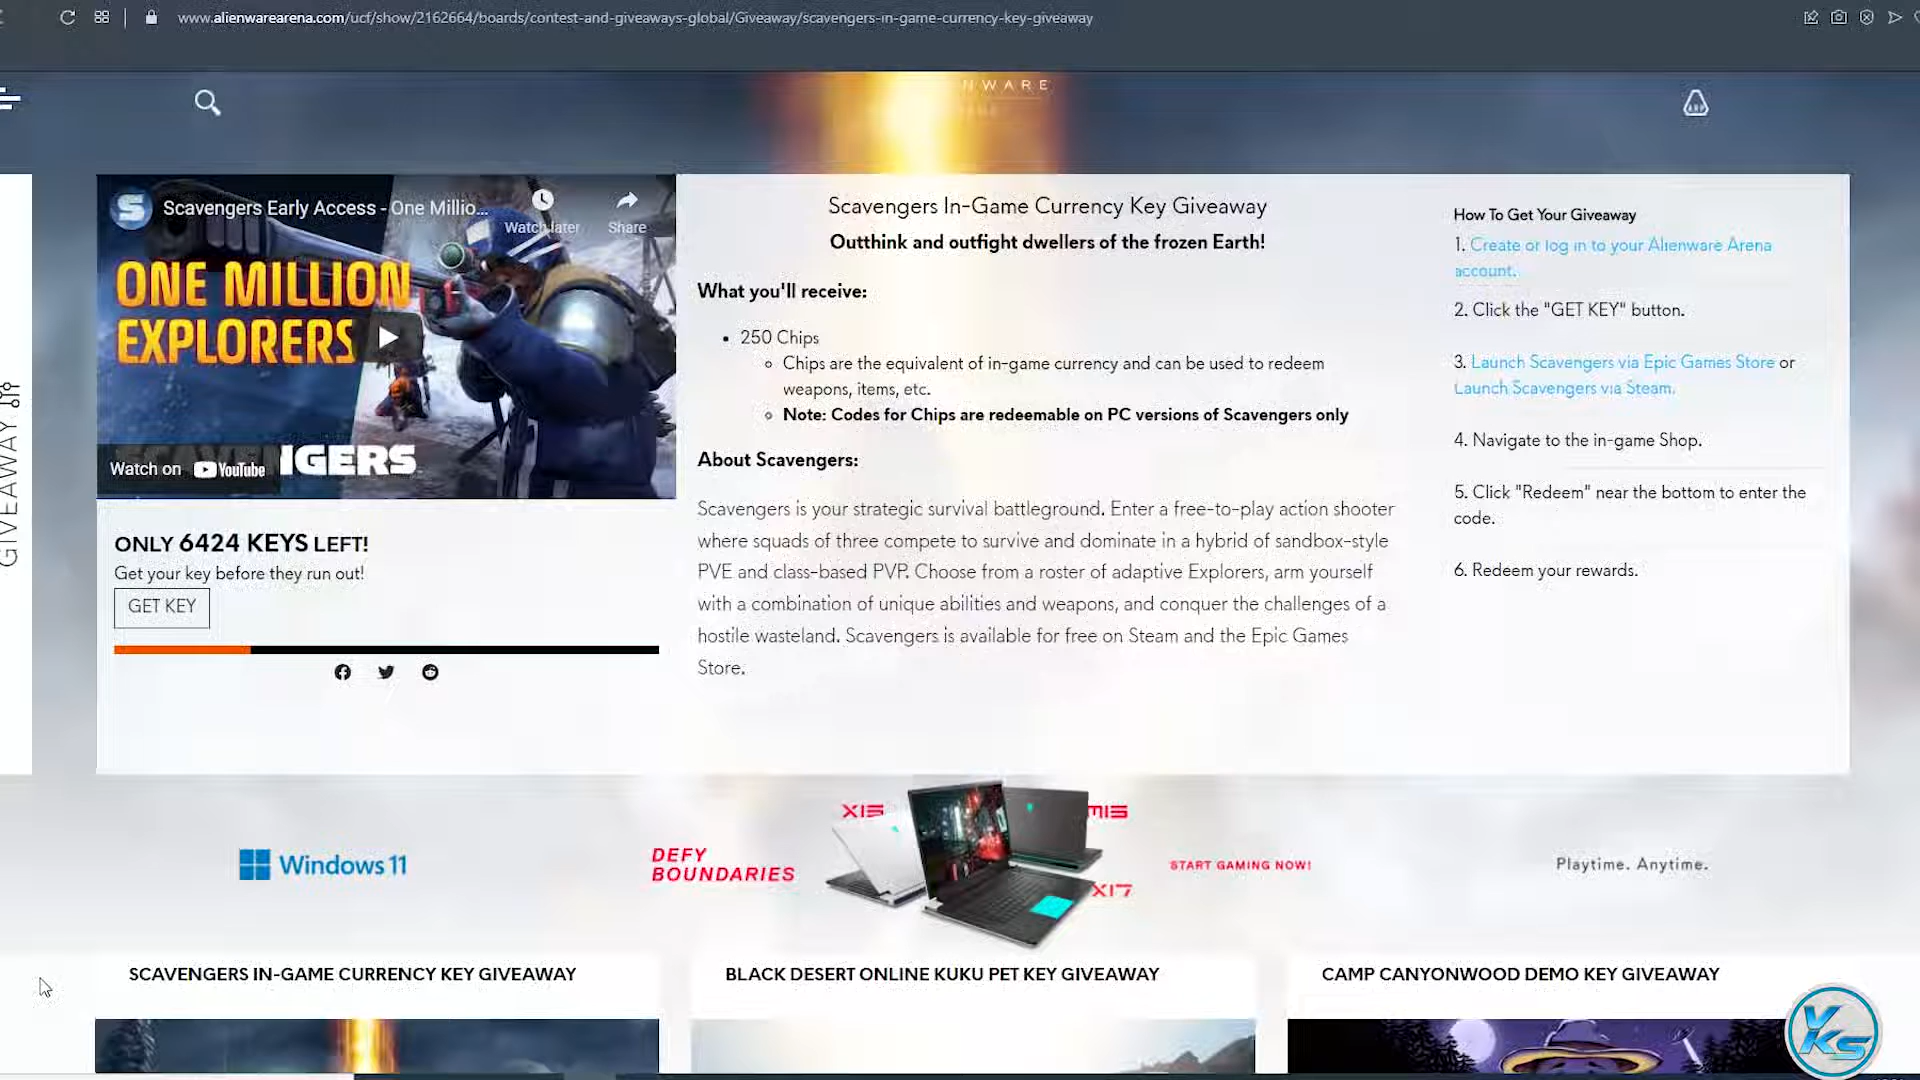 www.alienwarearena.com/ucf/show/2162664/boards/contest-and-giveaways-global/Giveaway/scavengers-in-game-currency-key-giveaway
NWARE
GIVEAWAY
Scavengers Early Access - One Millio...
Watch later
Share
ONE MILLION
EXPLORERS
Watch on YouTube
IGERS
ONLY 6424 KEYS LEFT!
Get your key before they run out!
GET KEY
Scavengers In-Game Currency Key Giveaway
Outthink and outfight dwellers of the frozen Earth!
What you'll receive:
• 250 Chips
Chips are the equivalent of in-game currency and can be used to redeem
weapons, items, etc.
Note: Codes for Chips are redeemable on PC versions of Scavengers only
About Scavengers:
Scavengers is your strategic survival battleground. Enter a free-to-play action shooter
where squads of three compete to survive and dominate in a hybrid of sandbox-style
PVE and class-based PVP. Choose from a roster of adaptive Explorers, arm yourself
with a combination of unique abilities and weapons, and conquer the challenges of a
hostile wasteland. Scavengers is available for free on Steam and the Epic Games
Store.
How To Get Your Giveaway
1. Create or log in to your Alienware Arena
account.
2. Click the "GET KEY" button.
3. Launch Scavengers via Epic Games Store or
Launch Scavengers via Steam.
4. Navigate to the in-game Shop.
5. Click "Redeem" near the bottom to enter the
code.
6. Redeem your rewards.
Windows 11
DEFY
BOUNDARIES
X15
M15
X17
START GAMING NOW!
Playtime. Anytime.
SCAVENGERS IN-GAME CURRENCY KEY GIVEAWAY
BLACK DESERT ONLINE KUKU PET KEY GIVEAWAY
CAMP CANYONWOOD DEMO KEY GIVEAWAY
VKS